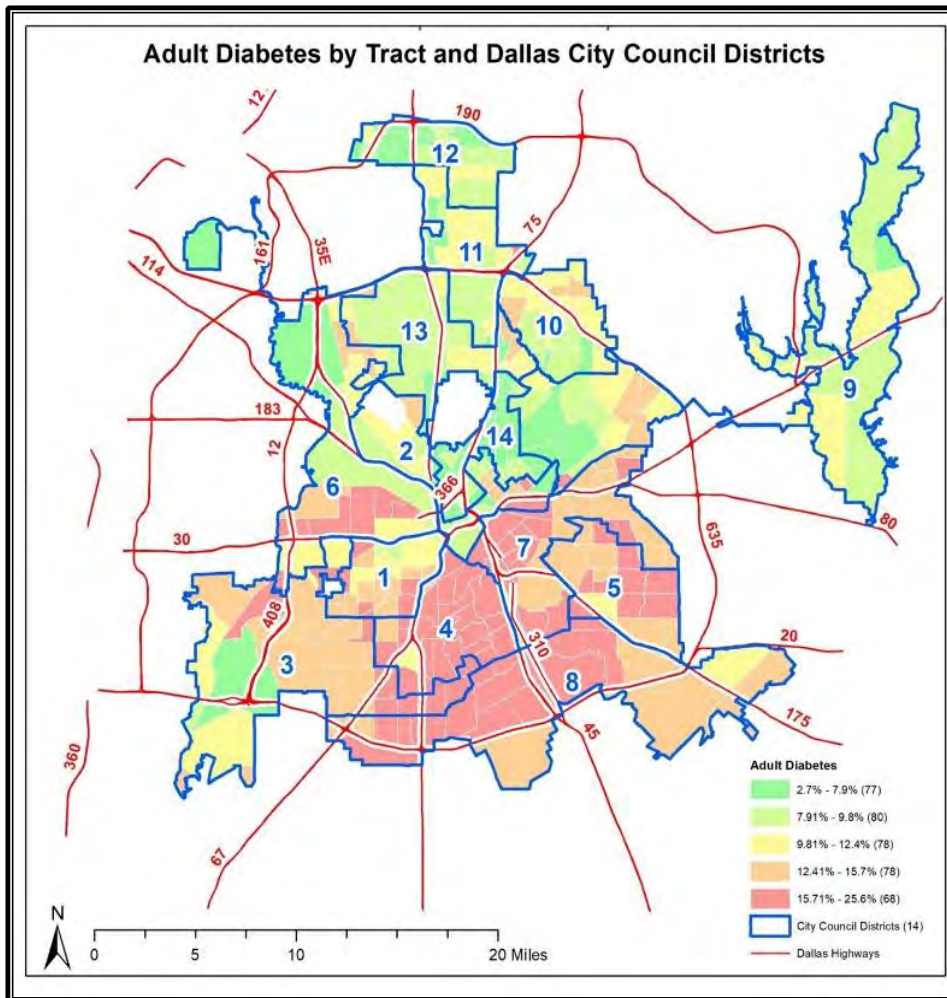 Adult Diabetes by Tract and Dallas City Council Districts
190
12
12
161
35E
75
11
114
13
10
9
183
12
2
14
6
366
80
30
7
635
1
5
408
4
310
20
3
8
175
45
360
67
Adult Diabetes
2.7% - 7.9% (77)
7.91% - 9.8% (80)
9.81% - 12.4% (78)
12.41% - 15.7% (78)
15.71% - 25.6% (68)
City Council Districts (14)
Dallas Highways
N
0 5 10 20 Miles